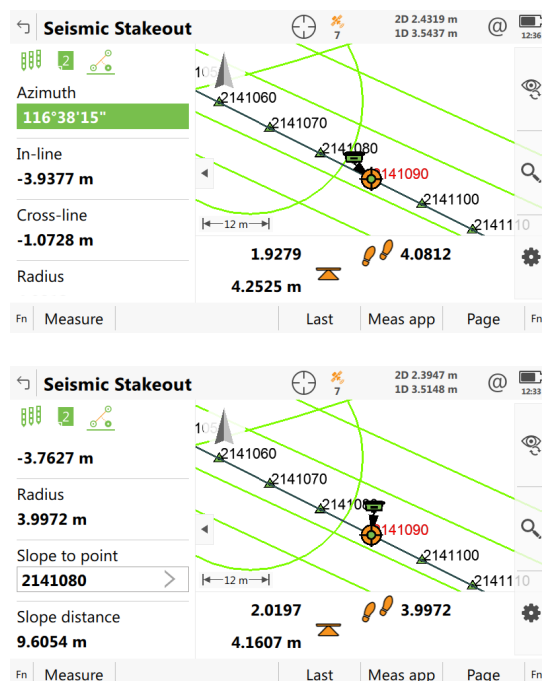 Seismic Stakeout
7
2D 2.4319 m
1D 3.5437 m
@
12:36
2
Azimuth
116°38'15"
In-line
-3.9377 m
Cross-line
-1.0728 m
Radius
2141060
2141070
2141080
2141090
2141100
2141110
12 m
1.9279
4.0812
4.2525 m
Fn Measure Last Meas app Page Fn
Seismic Stakeout
7
2D 2.3947 m
1D 3.5148 m
@
12:33
2
-3.7627 m
Radius
3.9972 m
Slope to point
2141080
Slope distance
9.6054 m
2141060
2141070
2141090
2141100
2141110
12 m
2.0197
3.9972
4.1607 m
Fn Measure Last Meas app Page Fn